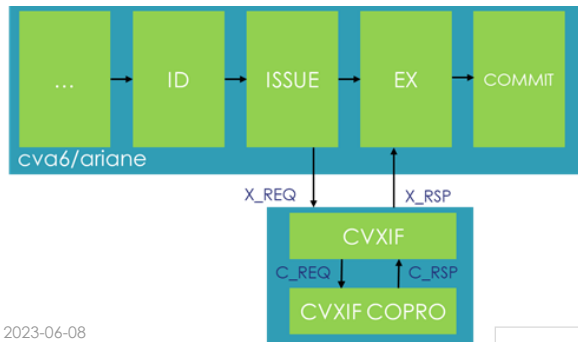 ...
ID
ISSUE
EX
COMMIT
cva6/ariane
X_REQ
X_RSP
CVXIF
C_REQ
C_RSP
CVXIF COPRO
2023-06-08